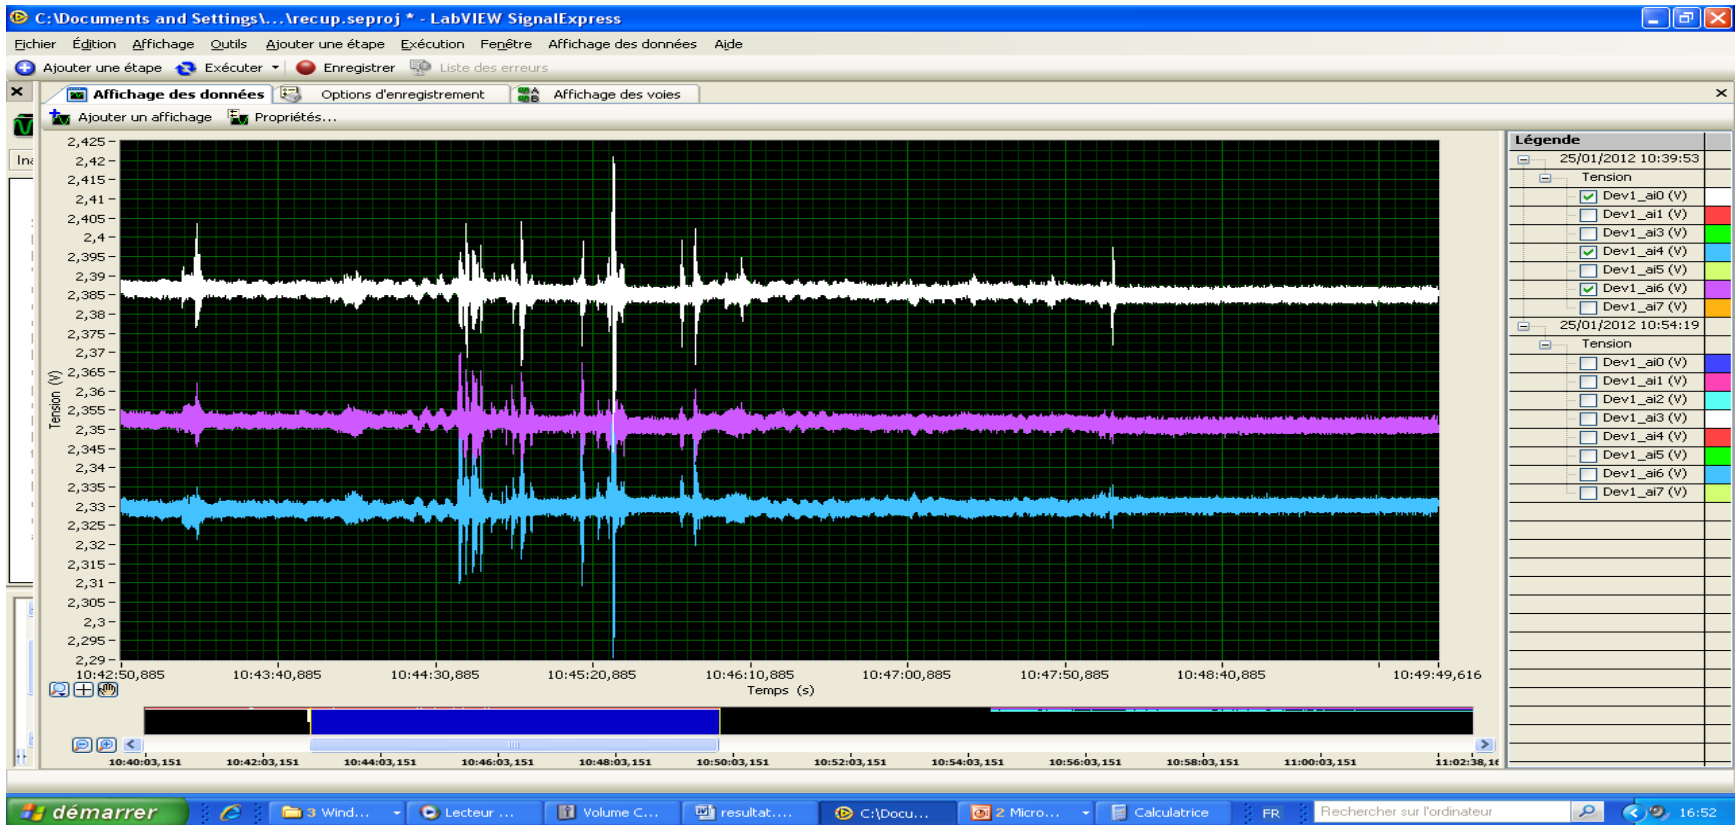 C:\Documents and Settings\...\recup.seproj * - LabVIEW SignalExpress
Fichier Édition Affichage Outils Ajouter une étape Exécution Fenêtre Affichage des données Aide
Ajouter une étape Exécuter Enregistrer Liste des erreurs
Affichage des données Options d'enregistrement Affichage des voies
Ajouter un affichage Propriétés...
2,425
2,42
2,415
2,41
2,405
2,4
2,395
2,39
2,385
2,38
2,375
2,37
2,365
2,36
2,355
2,35
2,345
2,34
2,335
2,33
2,325
2,32
2,315
2,31
2,305
2,3
2,295
2,29
Tension (V)
10:42:50,885 10:43:40,885 10:44:30,885 10:45:20,885 10:46:10,885 10:47:00,885 10:47:50,885 10:48:40,885 10:49:49,616
Temps (s)
10:40:03,151 10:42:03,151 10:44:03,151 10:46:03,151 10:48:03,151 10:50:03,151 10:52:03,151 10:54:03,151 10:56:03,151 10:58:03,151 11:00:03,151 11:02:38,1
Légende
25/01/2012 10:39:53
Tension
Dev1_ai0 (V)
Dev1_ai1 (V)
Dev1_ai3 (V)
Dev1_ai4 (V)
Dev1_ai5 (V)
Dev1_ai6 (V)
Dev1_ai7 (V)
25/01/2012 10:54:19
Tension
Dev1_ai0 (V)
Dev1_ai1 (V)
Dev1_ai2 (V)
Dev1_ai3 (V)
Dev1_ai4 (V)
Dev1_ai5 (V)
Dev1_ai6 (V)
Dev1_ai7 (V)
démarrer 3 Wind... Lecteur ... Volume C... resultat.... C:\Docu... 2 Micro... Calculatrice FR Rechercher sur l'ordinateur 16:52